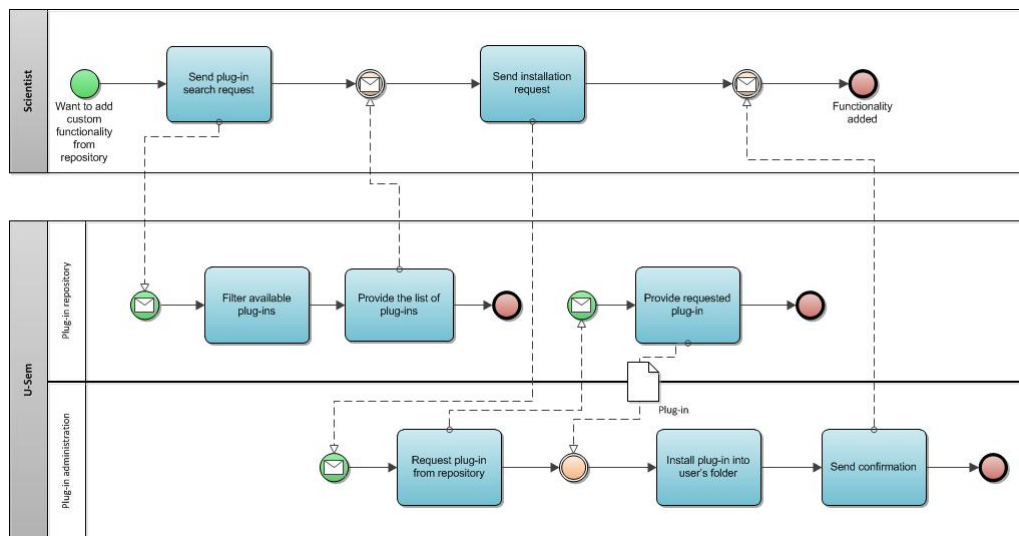 Scientist
Send plug-in
search request
Send installation
request
Want to add
custom
functionality
from
repository
Functionality
added
U-Sem
Plug-in repository
Filter available
plug-ins
Provide the list of
plug-ins
Provide requested
plug-in
Plug-in
Plug-in administration
Request plug-in
from repository
Install plug-in into
user's folder
Send confirmation